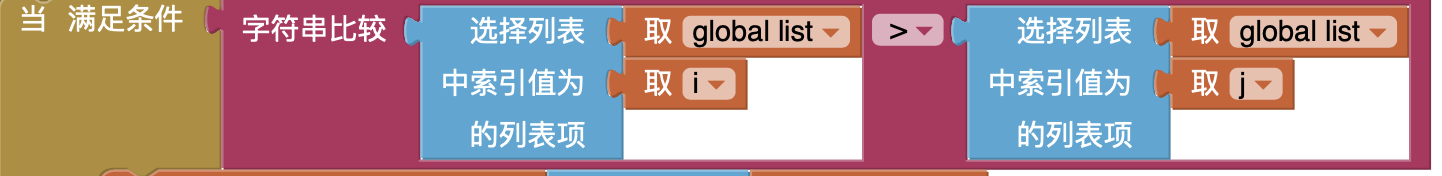 当 满足条件 字符串比较 选择列表 取 global list > 选择列表 取 global list
中索引值为 取 i 中索引值为 取 j
的列表项 的列表项